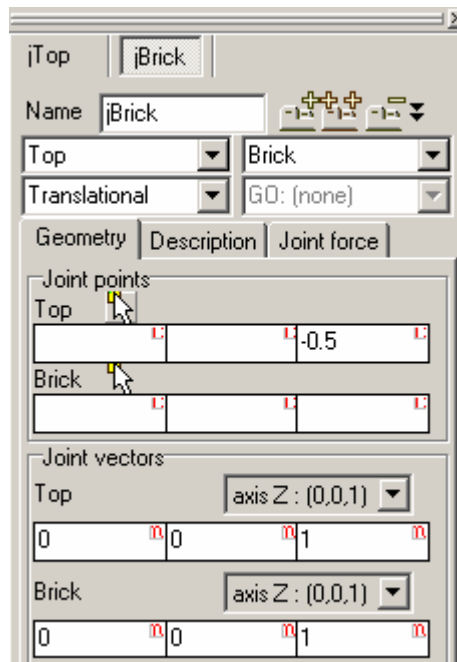 jTop jBrick
Name jBrick
Top Brick
Translational GO: (none)
Geometry Description Joint force
Joint points
Top
C C -0.5 C
Brick
C C C
Joint vectors
Top axis Z : (0,0,1)
0 n 0 n 1 n
Brick axis Z : (0,0,1)
0 n 0 n 1 n